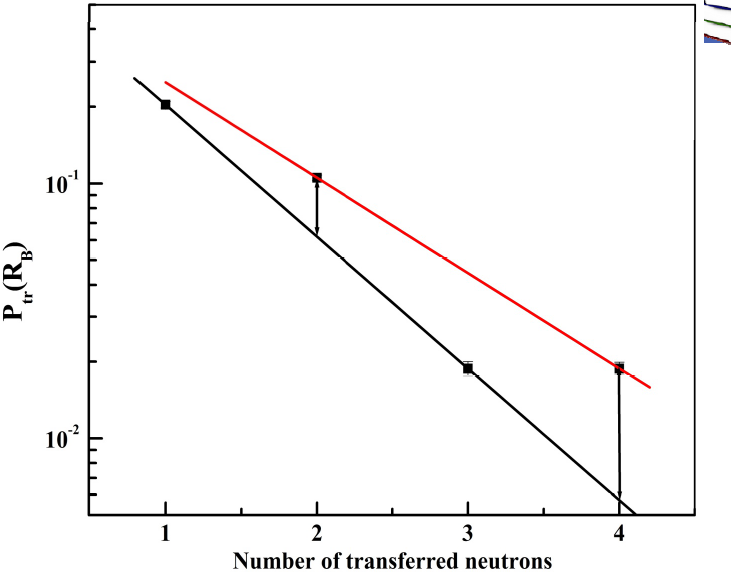 10⁻¹
10⁻²
P_tr(R_B)
1 2 3 4
Number of transferred neutrons